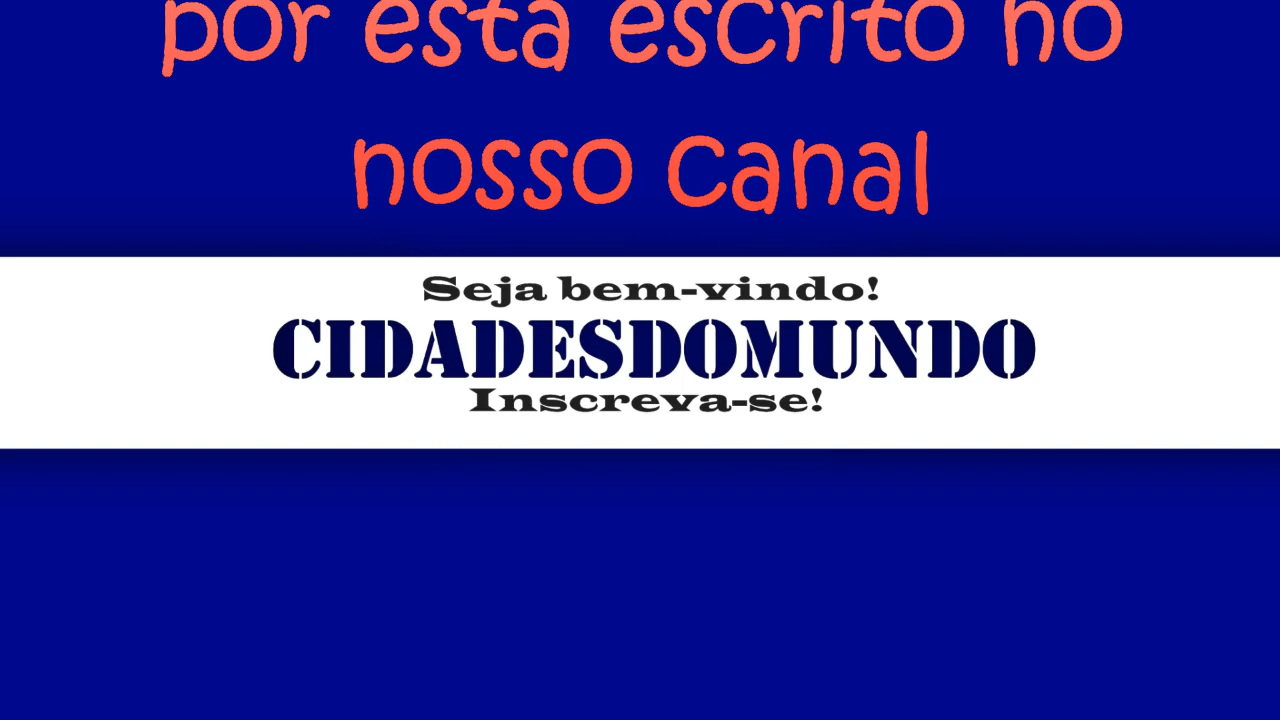 por esta escrito no
nosso canal
Seja bem-vindo!
CIDADESDOMUNDO
Inscreva-se!